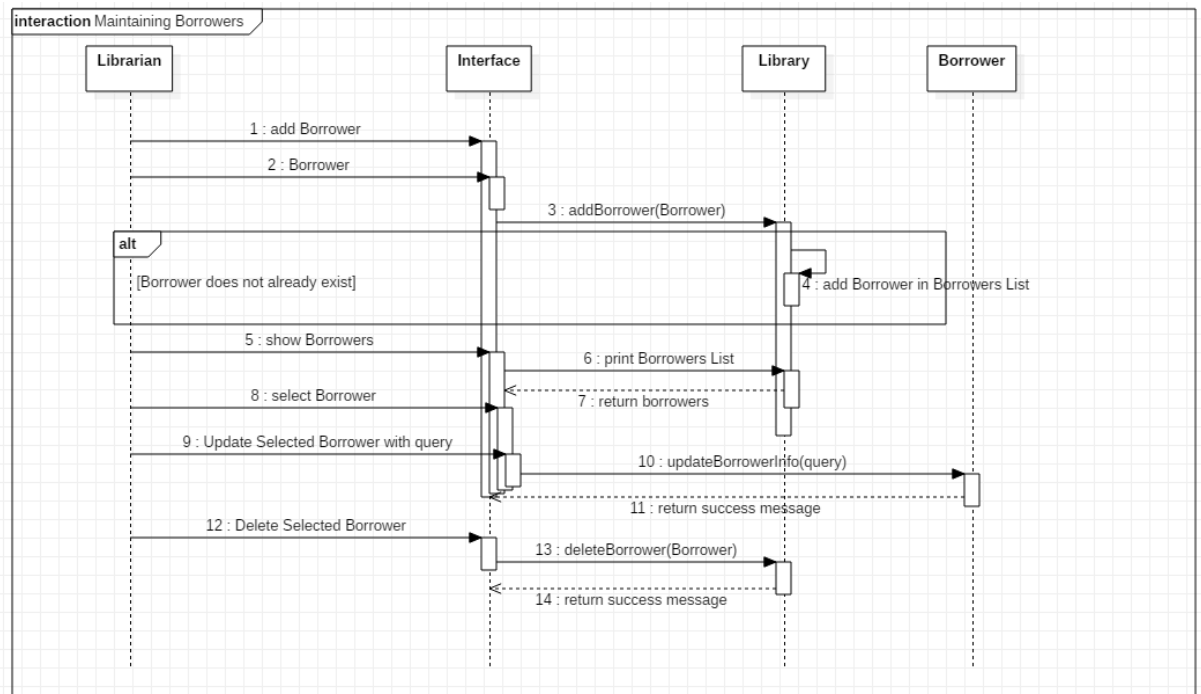 interaction Maintaining Borrowers
Librarian
Interface
Library
Borrower
1 : add Borrower
2 : Borrower
3 : addBorrower(Borrower)
alt
[Borrower does not already exist]
4 : add Borrower in Borrowers List
5 : show Borrowers
6 : print Borrowers List
7 : return borrowers
8 : select Borrower
9 : Update Selected Borrower with query
10 : updateBorrowerInfo(query)
11 : return success message
12 : Delete Selected Borrower
13 : deleteBorrower(Borrower)
14 : return success message